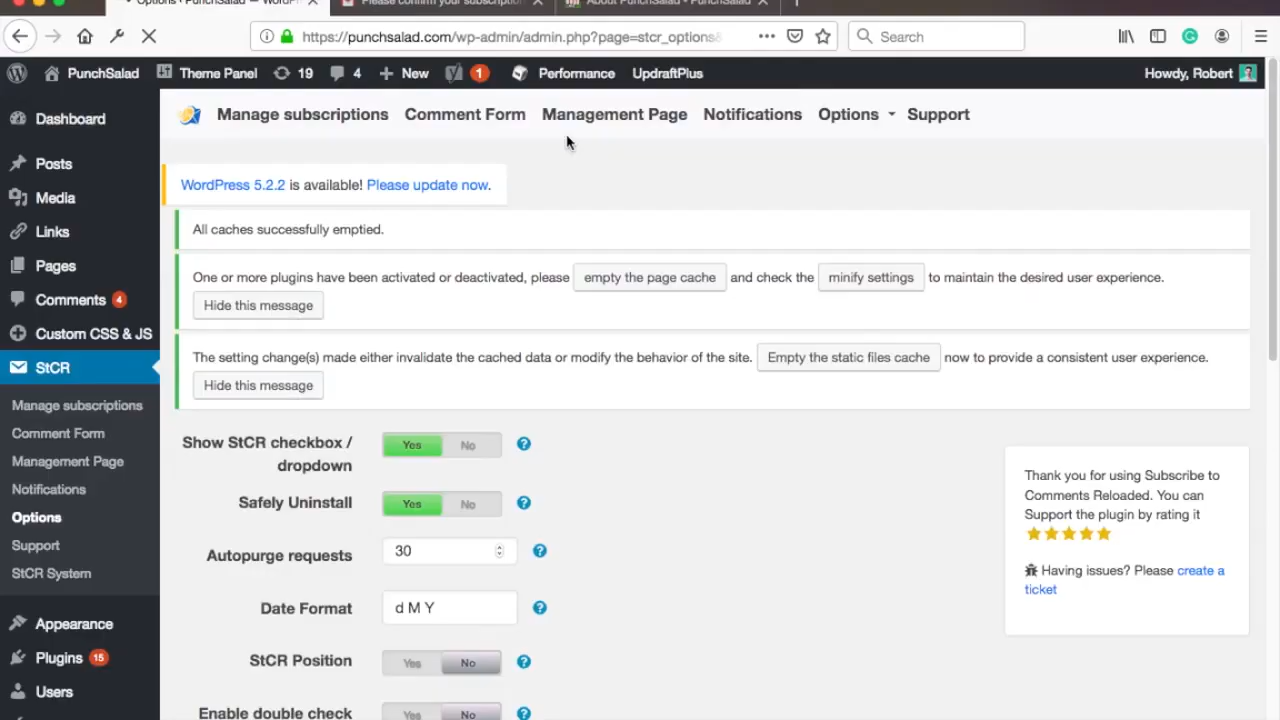 Options ‹ PunchSalad — WordPr
Please confirm your subscription
About PunchSalad - PunchSalad
https://punchsalad.com/wp-admin/admin.php?page=stcr_options&
Search
PunchSalad
Theme Panel
19
4
New
1
Performance
UpdraftPlus
Howdy, Robert
Dashboard
Posts
Media
Links
Pages
Comments 4
Custom CSS & JS
StCR
Manage subscriptions
Comment Form
Management Page
Notifications
Options
Support
StCR System
Appearance
Plugins 15
Users
Manage subscriptions
Comment Form
Management Page
Notifications
Options
Support
WordPress 5.2.2 is available! Please update now.
All caches successfully emptied.
One or more plugins have been activated or deactivated, please empty the page cache and check the minify settings to maintain the desired user experience.
Hide this message
The setting change(s) made either invalidate the cached data or modify the behavior of the site. Empty the static files cache now to provide a consistent user experience.
Hide this message
Show StCR checkbox /
dropdown
Yes No
Safely Uninstall
Yes No
Autopurge requests
30
Date Format
d M Y
StCR Position
Yes No
Enable double check
Yes No
Thank you for using Subscribe to
Comments Reloaded. You can
Support the plugin by rating it
Having issues? Please create a
ticket